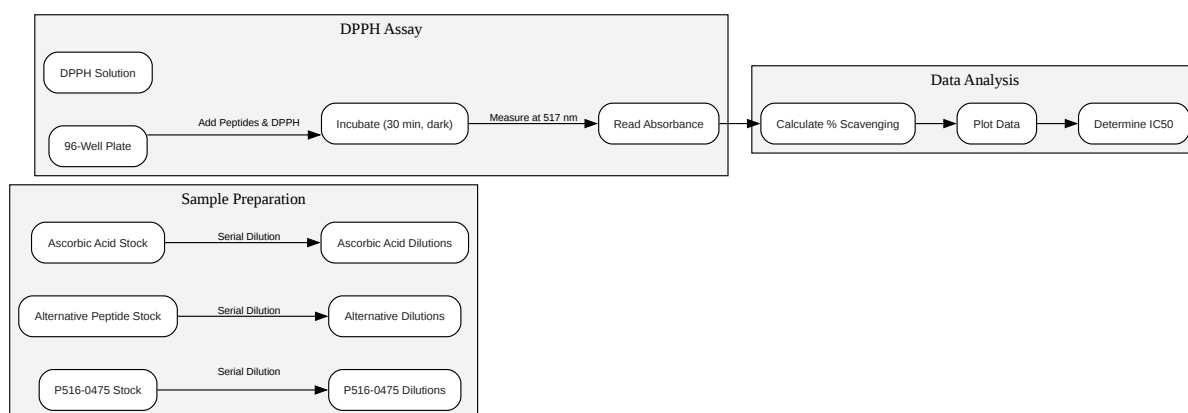 DPPH Assay
DPPH Solution
96-Well Plate
Add Peptides & DPPH
Incubate (30 min, dark)
Measure at 517 nm
Read Absorbance
Data Analysis
Calculate % Scavenging
Plot Data
Determine IC50
Sample Preparation
Ascorbic Acid Stock
Serial Dilution
Ascorbic Acid Dilutions
Alternative Peptide Stock
Serial Dilution
Alternative Dilutions
P516-0475 Stock
Serial Dilution
P516-0475 Dilutions